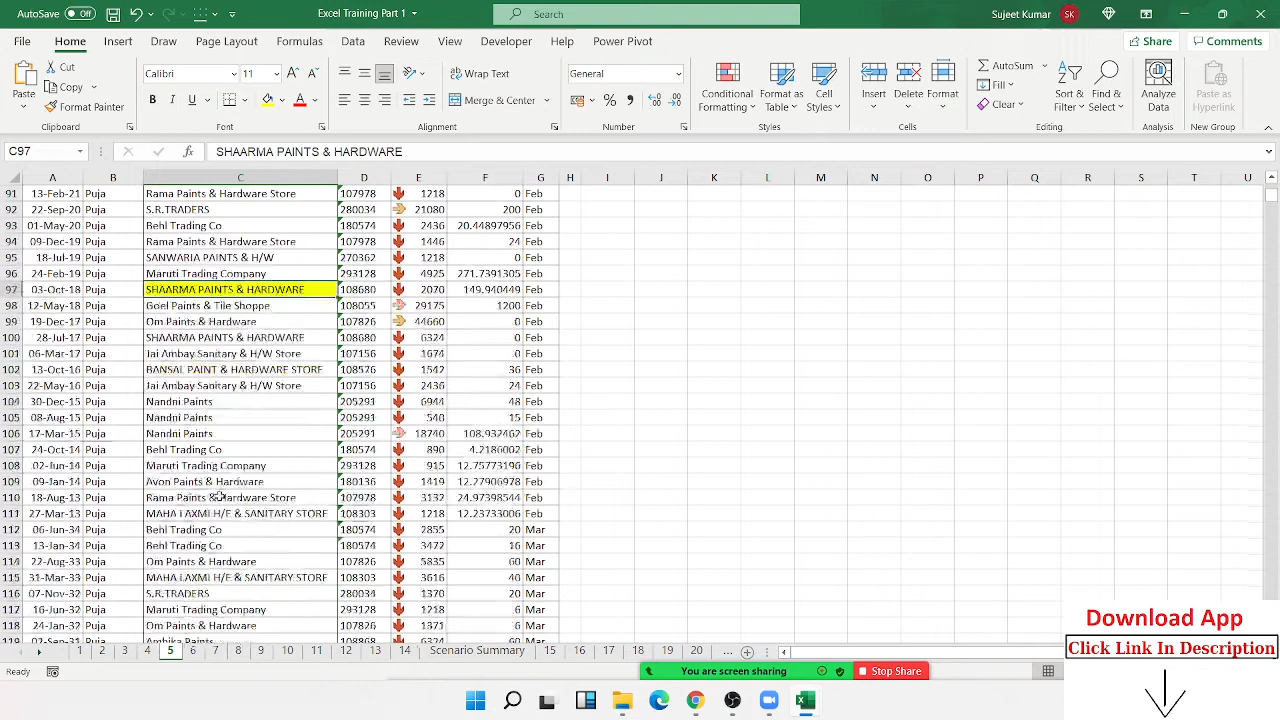 AutoSave Off Excel Training Part 1 Search Sujeet Kumar SK
File Home Insert Draw Page Layout Formulas Data Review View Developer Help Power Pivot Share Comments
Paste Cut Copy Format Painter Calibri 11 Wrap Text Merge & Center General Conditional Formatting Format as Table Cell Styles Insert Delete Format AutoSum Fill Clear Sort & Filter Find & Select Analyze Data Paste as Hyperlink
Clipboard Font Alignment Number Styles Cells Editing Analysis New Group
C97 fx SHAARMA PAINTS & HARDWARE
A B C D E F G H I J K L M N O P Q R S T U
91 13-Feb-21 Puja Rama Paints & Hardware Store 107978 1218 0 Feb
92 22-Sep-20 Puja S.R.TRADERS 280034 21080 200 Feb
93 01-May-20 Puja Behl Trading Co 180574 2436 20.44897956 Feb
94 09-Dec-19 Puja Rama Paints & Hardware Store 107978 1446 24 Feb
95 18-Jul-19 Puja SANWARIA PAINTS & H/W 270362 1218 0 Feb
96 24-Feb-19 Puja Maruti Trading Company 293128 4925 271.7391305 Feb
97 03-Oct-18 Puja SHAARMA PAINTS & HARDWARE 108680 2070 149.940449 Feb
98 12-May-18 Puja Goel Paints & Tile Shoppe 108055 29175 1200 Feb
99 19-Dec-17 Puja Om Paints & Hardware 107826 44660 0 Feb
100 28-Jul-17 Puja SHAARMA PAINTS & HARDWARE 108680 6324 0 Feb
101 06-Mar-17 Puja Jai Ambay Sanitary & H/W Store 107156 1674 0 Feb
102 13-Oct-16 Puja BANSAL PAINT & HARDWARE STORE 108576 1542 36 Feb
103 22-May-16 Puja Jai Ambay Sanitary & H/W Store 107156 2436 24 Feb
104 30-Dec-15 Puja Nandni Paints 205291 6944 48 Feb
105 08-Aug-15 Puja Nandni Paints 205291 540 15 Feb
106 17-Mar-15 Puja Nandni Paints 205291 18740 108.932462 Feb
107 24-Oct-14 Puja Behl Trading Co 180574 890 4.2186002 Feb
108 02-Jun-14 Puja Maruti Trading Company 293128 915 12.75773196 Feb
109 09-Jan-14 Puja Avon Paints & Hardware 180136 1419 12.27906978 Feb
110 18-Aug-13 Puja Rama Paints & Hardware Store 107978 3132 24.97398544 Feb
111 27-Mar-13 Puja MAHA LAXMI H/E & SANITARY STORE 108303 1218 12.23733006 Feb
112 06-Jun-34 Puja Behl Trading Co 180574 2855 20 Mar
113 13-Jan-34 Puja Behl Trading Co 180574 3472 16 Mar
114 22-Aug-33 Puja Om Paints & Hardware 107826 5835 60 Mar
115 31-Mar-33 Puja MAHA LAXMI H/E & SANITARY STORE 108303 3616 40 Mar
116 07-Nov-32 Puja S.R.TRADERS 280034 1370 20 Mar
117 16-Jun-32 Puja Maruti Trading Company 293128 1218 6 Mar
118 24-Jan-32 Puja Om Paints & Hardware 107826 1371 6 Mar
119 02-Sep-31 Puja Ambika Paints 108868 6324 60 Mar
1 2 3 4 5 6 7 8 9 10 11 12 13 14 Scenario Summary 15 16 17 18 19 20 ...
Ready You are screen sharing Stop Share
Download App
Click Link In Description